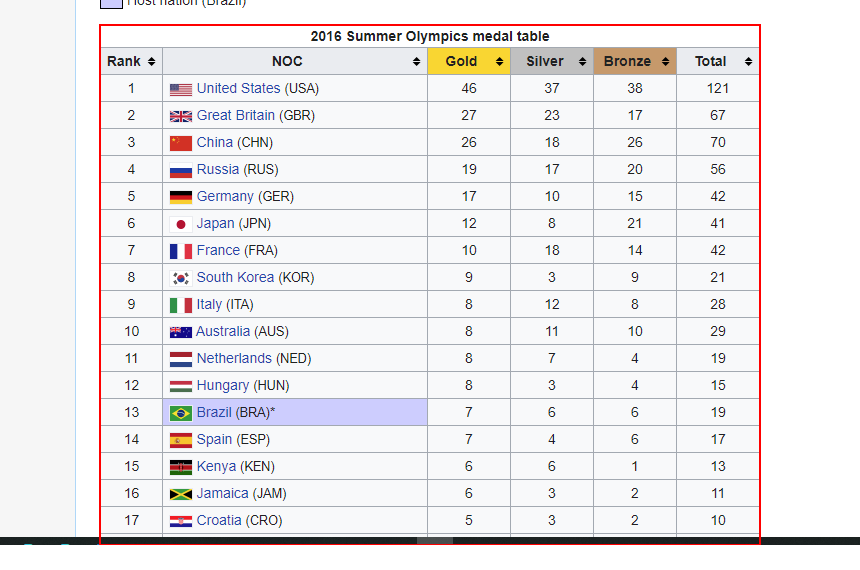 Host nation (Brazil)
2016 Summer Olympics medal table
Rank NOC Gold Silver Bronze Total
1 United States (USA) 46 37 38 121
2 Great Britain (GBR) 27 23 17 67
3 China (CHN) 26 18 26 70
4 Russia (RUS) 19 17 20 56
5 Germany (GER) 17 10 15 42
6 Japan (JPN) 12 8 21 41
7 France (FRA) 10 18 14 42
8 South Korea (KOR) 9 3 9 21
9 Italy (ITA) 8 12 8 28
10 Australia (AUS) 8 11 10 29
11 Netherlands (NED) 8 7 4 19
12 Hungary (HUN) 8 3 4 15
13 Brazil (BRA)* 7 6 6 19
14 Spain (ESP) 7 4 6 17
15 Kenya (KEN) 6 6 1 13
16 Jamaica (JAM) 6 3 2 11
17 Croatia (CRO) 5 3 2 10